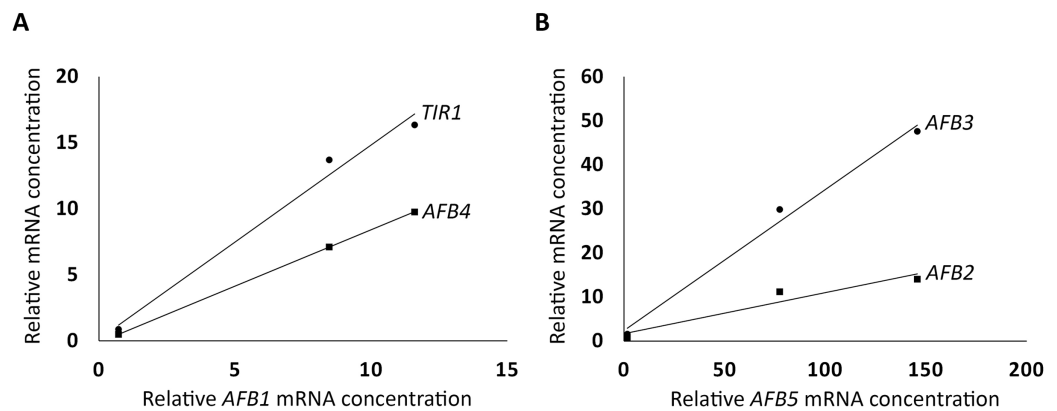 A
Relative mRNA concentration
20
15
10
5
0
TIR1
AFB4
0 5 10 15
Relative AFB1 mRNA concentration
B
Relative mRNA concentration
60
50
40
30
20
10
0
AFB3
AFB2
0 50 100 150 200
Relative AFB5 mRNA concentration